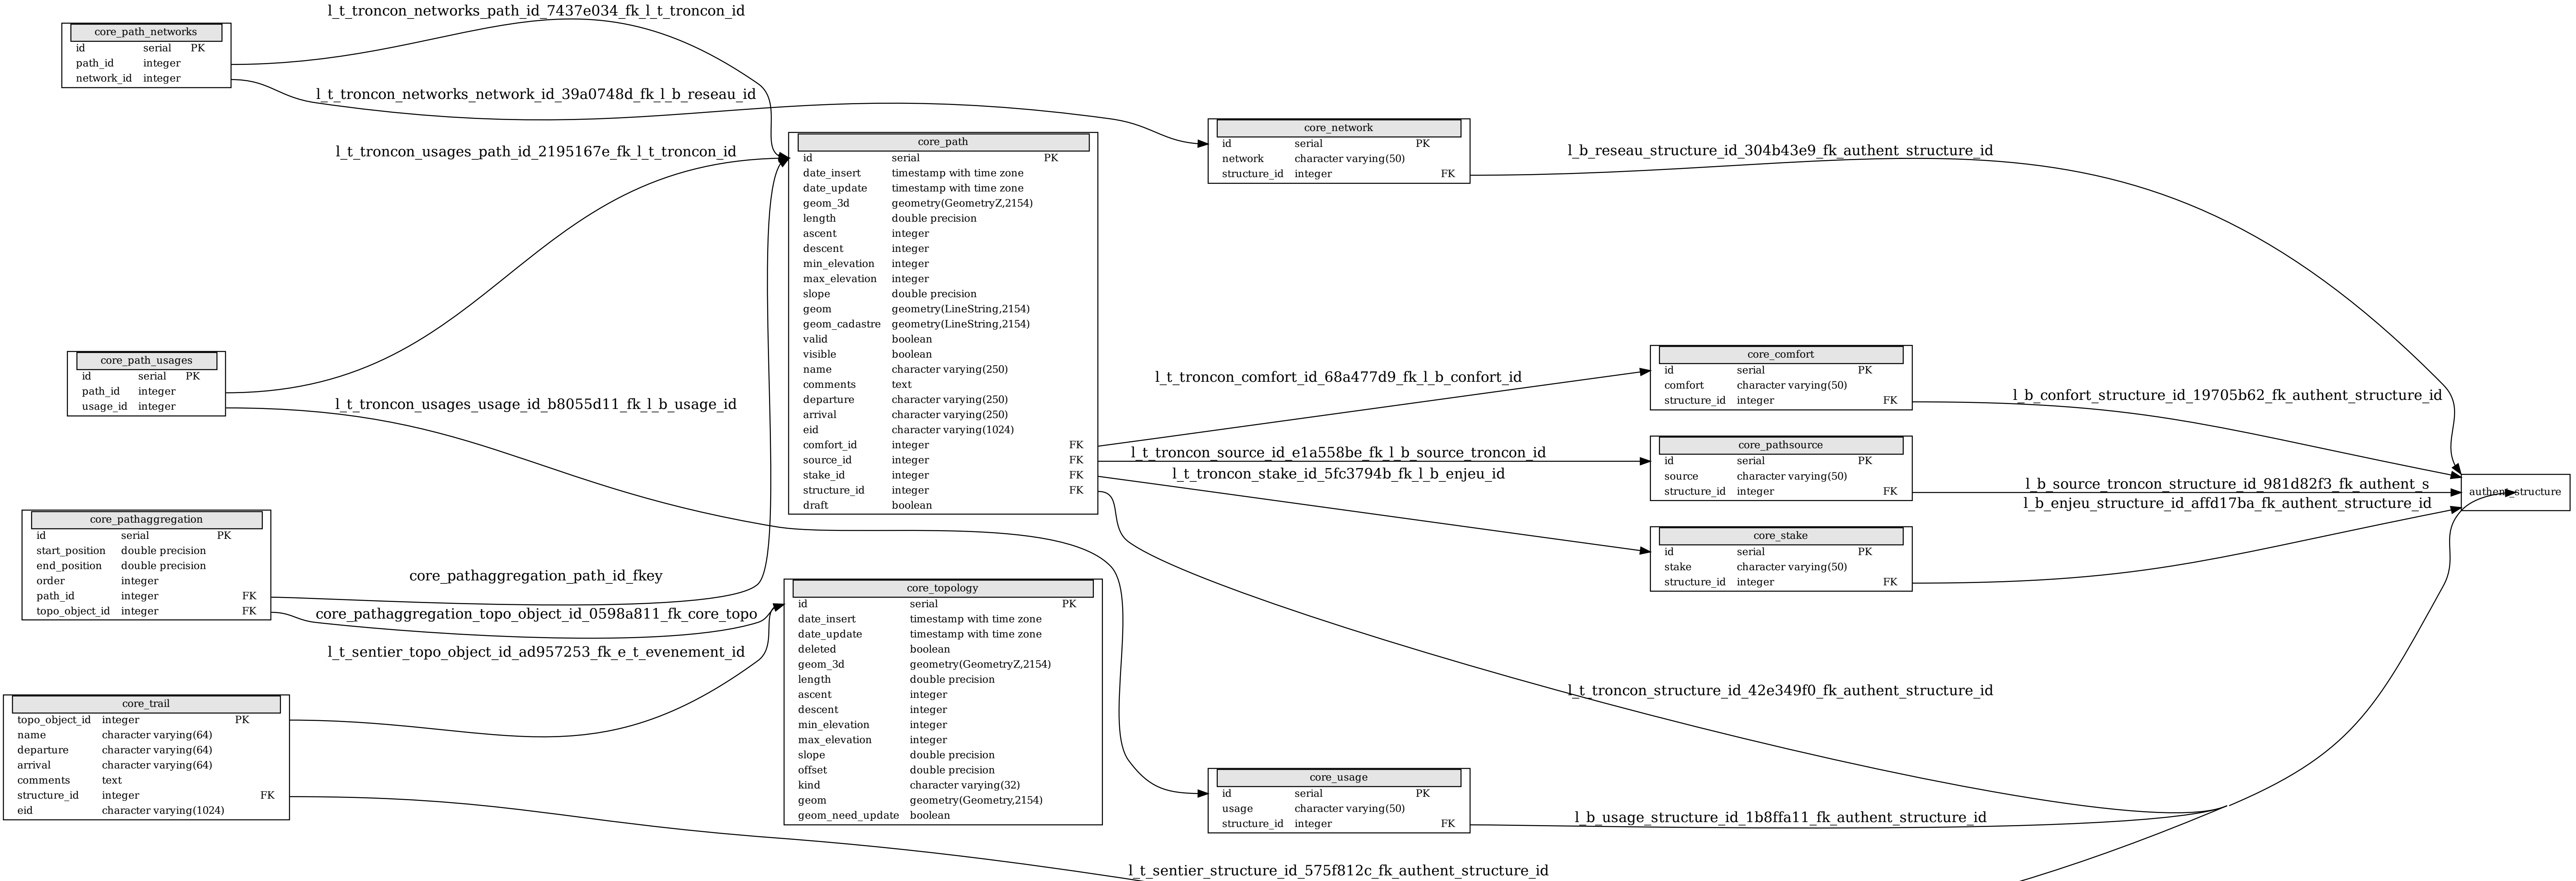 l_t_troncon_networks_path_id_7437e034_fk_l_t_troncon_id
core_path_networks
id serial PK
path_id integer
network_id integer
l_t_troncon_networks_network_id_39a0748d_fk_l_b_reseau_id
l_t_troncon_usages_path_id_2195167e_fk_l_t_troncon_id
core_path_usages
id serial PK
path_id integer
usage_id integer
l_t_troncon_usages_usage_id_b8055d11_fk_l_b_usage_id
core_pathaggregation
id serial PK
start_position double precision
end_position double precision
order integer
path_id integer FK
topo_object_id integer FK
core_pathaggregation_path_id_fkey
core_pathaggregation_topo_object_id_0598a811_fk_core_topo
l_t_sentier_topo_object_id_ad957253_fk_e_t_evenement_id
core_trail
topo_object_id integer PK
name character varying(64)
departure character varying(64)
arrival character varying(64)
comments text
structure_id integer FK
eid character varying(1024)
core_path
id serial PK
date_insert timestamp with time zone
date_update timestamp with time zone
geom_3d geometry(GeometryZ,2154)
length double precision
ascent integer
descent integer
min_elevation integer
max_elevation integer
slope double precision
geom geometry(LineString,2154)
geom_cadastre geometry(LineString,2154)
valid boolean
visible boolean
name character varying(250)
comments text
departure character varying(250)
arrival character varying(250)
eid character varying(1024)
comfort_id integer FK
source_id integer FK
stake_id integer FK
structure_id integer FK
draft boolean
core_topology
id serial PK
date_insert timestamp with time zone
date_update timestamp with time zone
deleted boolean
geom_3d geometry(GeometryZ,2154)
length double precision
ascent integer
descent integer
min_elevation integer
max_elevation integer
slope double precision
offset double precision
kind character varying(32)
geom geometry(Geometry,2154)
geom_need_update boolean
core_network
id serial PK
network character varying(50)
structure_id integer FK
l_b_reseau_structure_id_304b43e9_fk_authent_structure_id
l_t_troncon_comfort_id_68a477d9_fk_l_b_confort_id
l_t_troncon_source_id_e1a558be_fk_l_b_source_troncon_id
l_t_troncon_stake_id_5fc3794b_fk_l_b_enjeu_id
core_comfort
id serial PK
comfort character varying(50)
structure_id integer FK
l_b_confort_structure_id_19705b62_fk_authent_structure_id
core_pathsource
id serial PK
source character varying(50)
structure_id integer FK
l_b_source_troncon_structure_id_981d82f3_fk_authent_s
l_b_enjeu_structure_id_affd17ba_fk_authent_structure_id
authent_structure
core_stake
id serial PK
stake character varying(50)
structure_id integer FK
l_t_troncon_structure_id_42e349f0_fk_authent_structure_id
core_usage
id serial PK
usage character varying(50)
structure_id integer FK
l_b_usage_structure_id_1b8ffa11_fk_authent_structure_id
l_t_sentier_structure_id_575f812c_fk_authent_structure_id